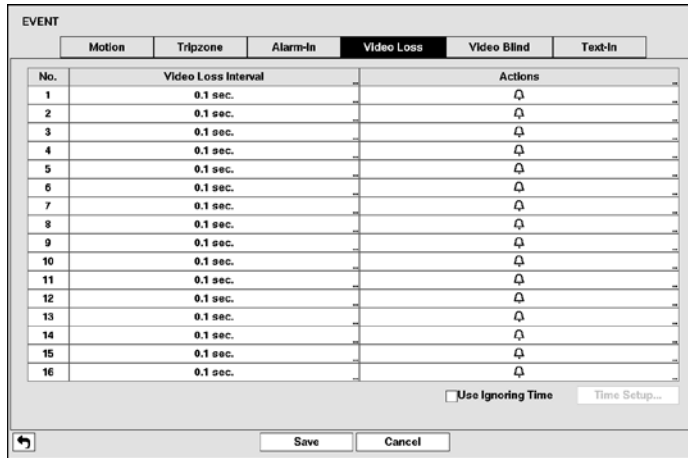 EVENT
Motion Tripzone Alarm-In Video Loss Video Blind Text-In
No. Video Loss Interval ... Actions ...
1 0.1 sec. ... ...
2 0.1 sec. ... ...
3 0.1 sec. ... ...
4 0.1 sec. ... ...
5 0.1 sec. ... ...
6 0.1 sec. ... ...
7 0.1 sec. ... ...
8 0.1 sec. ... ...
9 0.1 sec. ... ...
10 0.1 sec. ... ...
11 0.1 sec. ... ...
12 0.1 sec. ... ...
13 0.1 sec. ... ...
14 0.1 sec. ... ...
15 0.1 sec. ... ...
16 0.1 sec. ... ...
Use Ignoring Time Time Setup...
Save Cancel